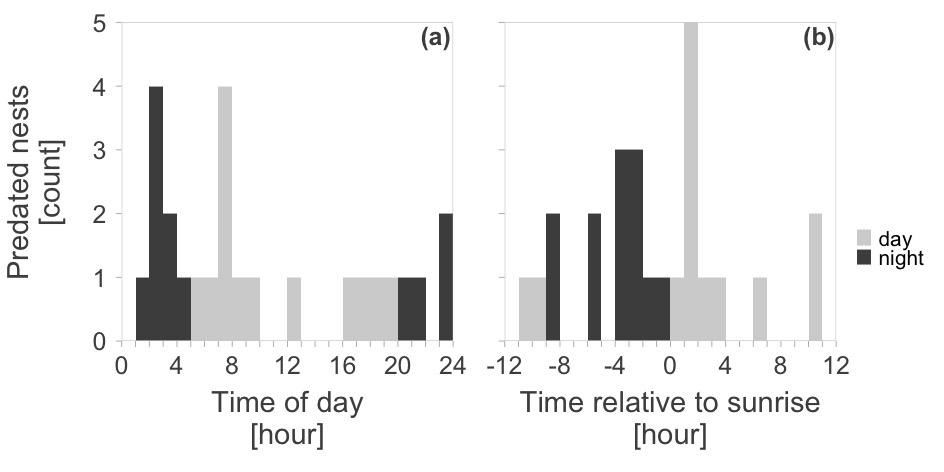 Predated nests
[count]
5
4
3
2
1
0
(a)
0 4 8 12 16 20 24
Time of day
[hour]
(b)
-12 -8 -4 0 4 8 12
Time relative to sunrise
[hour]
day
night